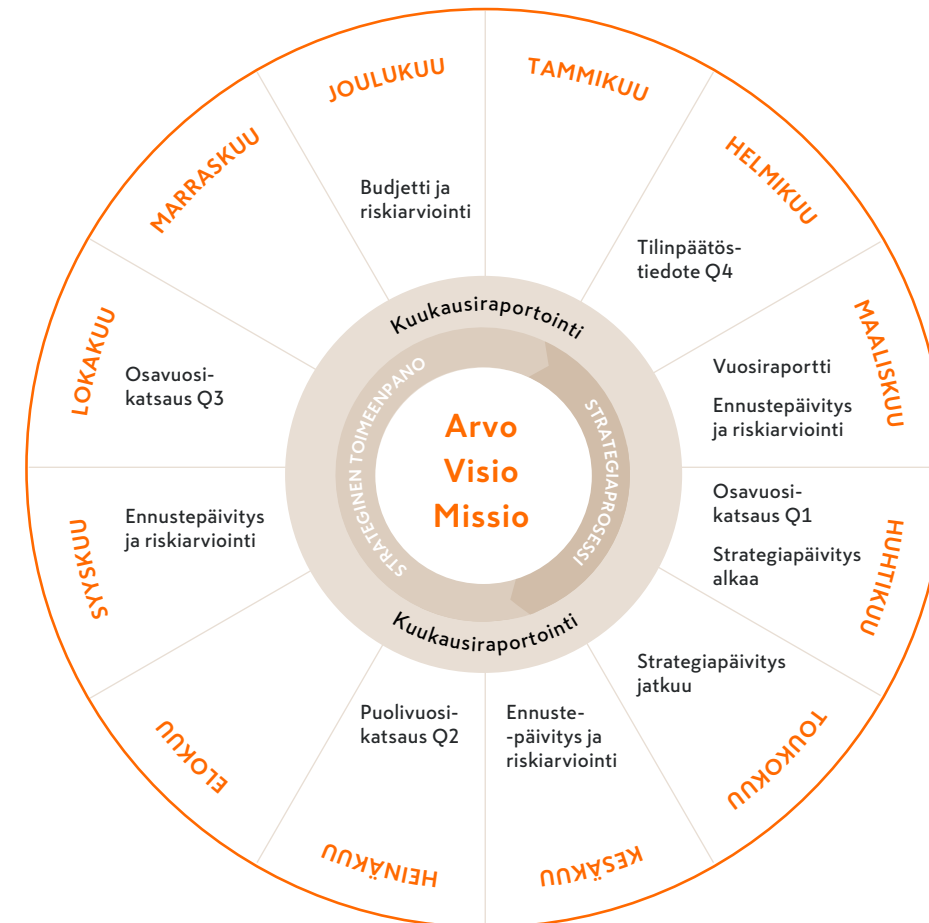 JOULUKUU
TAMMIKUU
MARRASKUU
HELMIKUU
Budjetti ja
riskiarviointi
Tilinpäätös-
tiedote Q4
LOKAKUU
MAALISKUU
Kuukausiraportointi
Osavuosi-
katsaus Q3
Vuosiraportti
Ennustepäivitys
ja riskiarviointi
STRATEGINEN TOIMEENPANO
STRATEGIAPROSESSI
Arvo
Visio
Missio
SYYSKUU
Ennustepäivitys
ja riskiarviointi
Osavuosi-
katsaus Q1
Strategiapäivitys
alkaa
HUHTIKUU
Kuukausiraportointi
Strategiapäivitys
jatkuu
Puolivuosi-
katsaus Q2
Ennuste-
-päivitys ja
riskiarviointi
ELOKUU
TOUKOKUU
HEINÄKUU
KESÄKUU